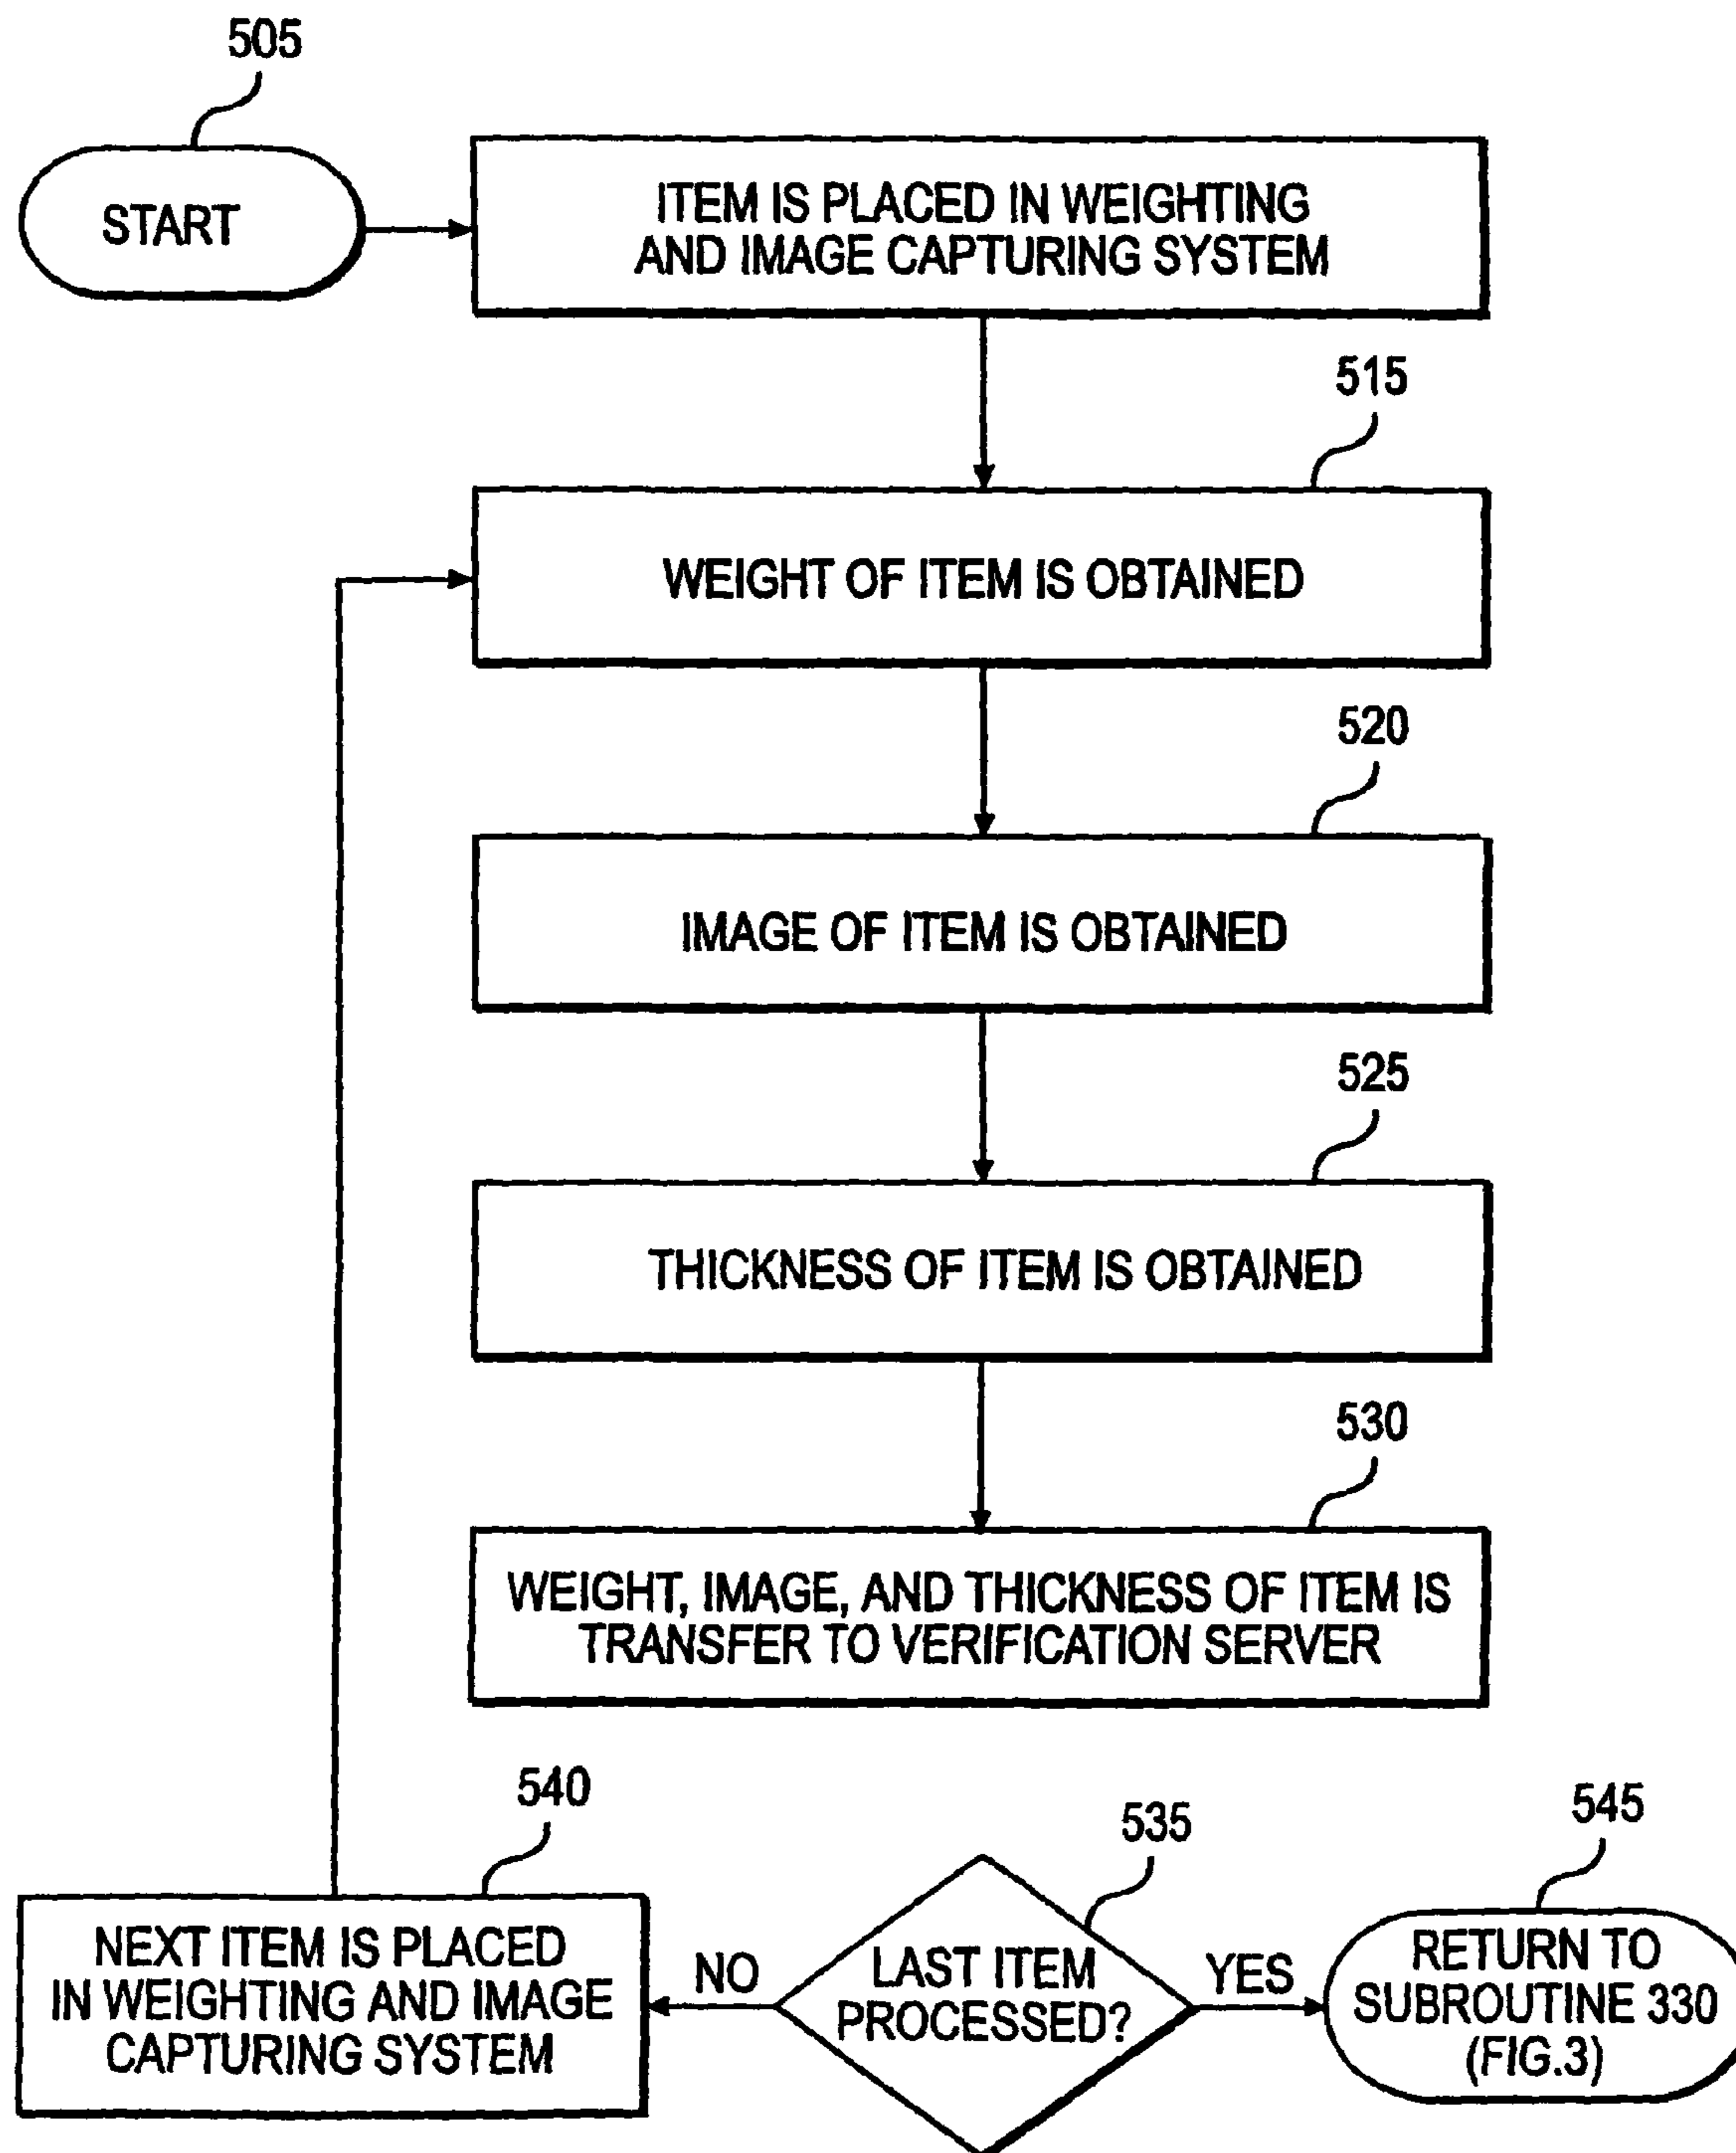 505
START
ITEM IS PLACED IN WEIGHTING
AND IMAGE CAPTURING SYSTEM
515
WEIGHT OF ITEM IS OBTAINED
520
IMAGE OF ITEM IS OBTAINED
525
THICKNESS OF ITEM IS OBTAINED
530
WEIGHT, IMAGE, AND THICKNESS OF ITEM IS
TRANSFER TO VERIFICATION SERVER
540
NEXT ITEM IS PLACED
IN WEIGHTING AND IMAGE
CAPTURING SYSTEM
NO
535
LAST ITEM
PROCESSED?
YES
545
RETURN TO
SUBROUTINE 330
(FIG.3)